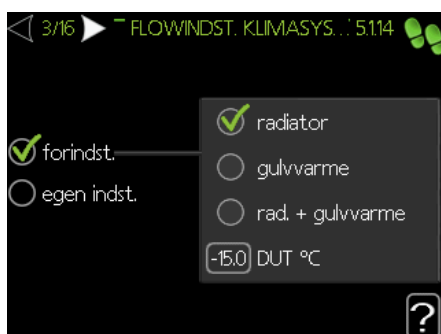 3/16 FLOWINDST. KLIMASYS... 5.1.14
forindst.
egen indst.
radiator
gulvvarme
rad. + gulvvarme
-15.0 DUT °C
?